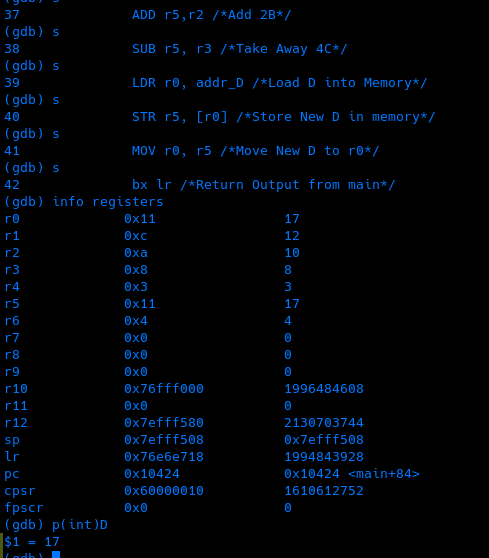 (gdb) s
37 ADD r5,r2 /*Add 2B*/
(gdb) s
38 SUB r5, r3 /*Take Away 4C*/
(gdb) s
39 LDR r0, addr_D /*Load D into Memory*/
(gdb) s
40 STR r5, [r0] /*Store New D in memory*/
(gdb) s
41 MOV r0, r5 /*Move New D to r0*/
(gdb) s
42 bx lr /*Return Output from main*/
(gdb) info registers
r0 0x11 17
r1 0xc 12
r2 0xa 10
r3 0x8 8
r4 0x3 3
r5 0x11 17
r6 0x4 4
r7 0x0 0
r8 0x0 0
r9 0x0 0
r10 0x76fff000 1996484608
r11 0x0 0
r12 0x7efff580 2130703744
sp 0x7efff508 0x7efff508
lr 0x76e6e718 1994843928
pc 0x10424 0x10424 <main+84>
cpsr 0x60000010 1610612752
fpscr 0x0 0
(gdb) p(int)D
$1 = 17
(gdb)